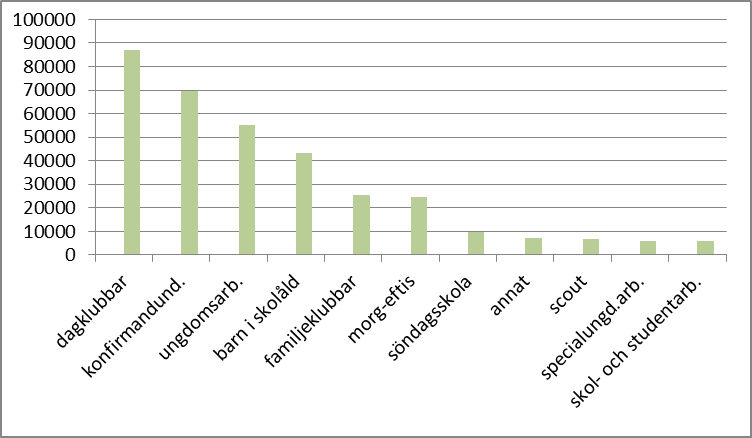 100000
90000
80000
70000
60000
50000
40000
30000
20000
10000
0
dagklubbar
konfirmandund.
ungdomsarb.
barn i skolåld
familjeklubbar
morg-eftis
söndagsskola
annat
scout
specialungd.arb.
skol- och studentarb.